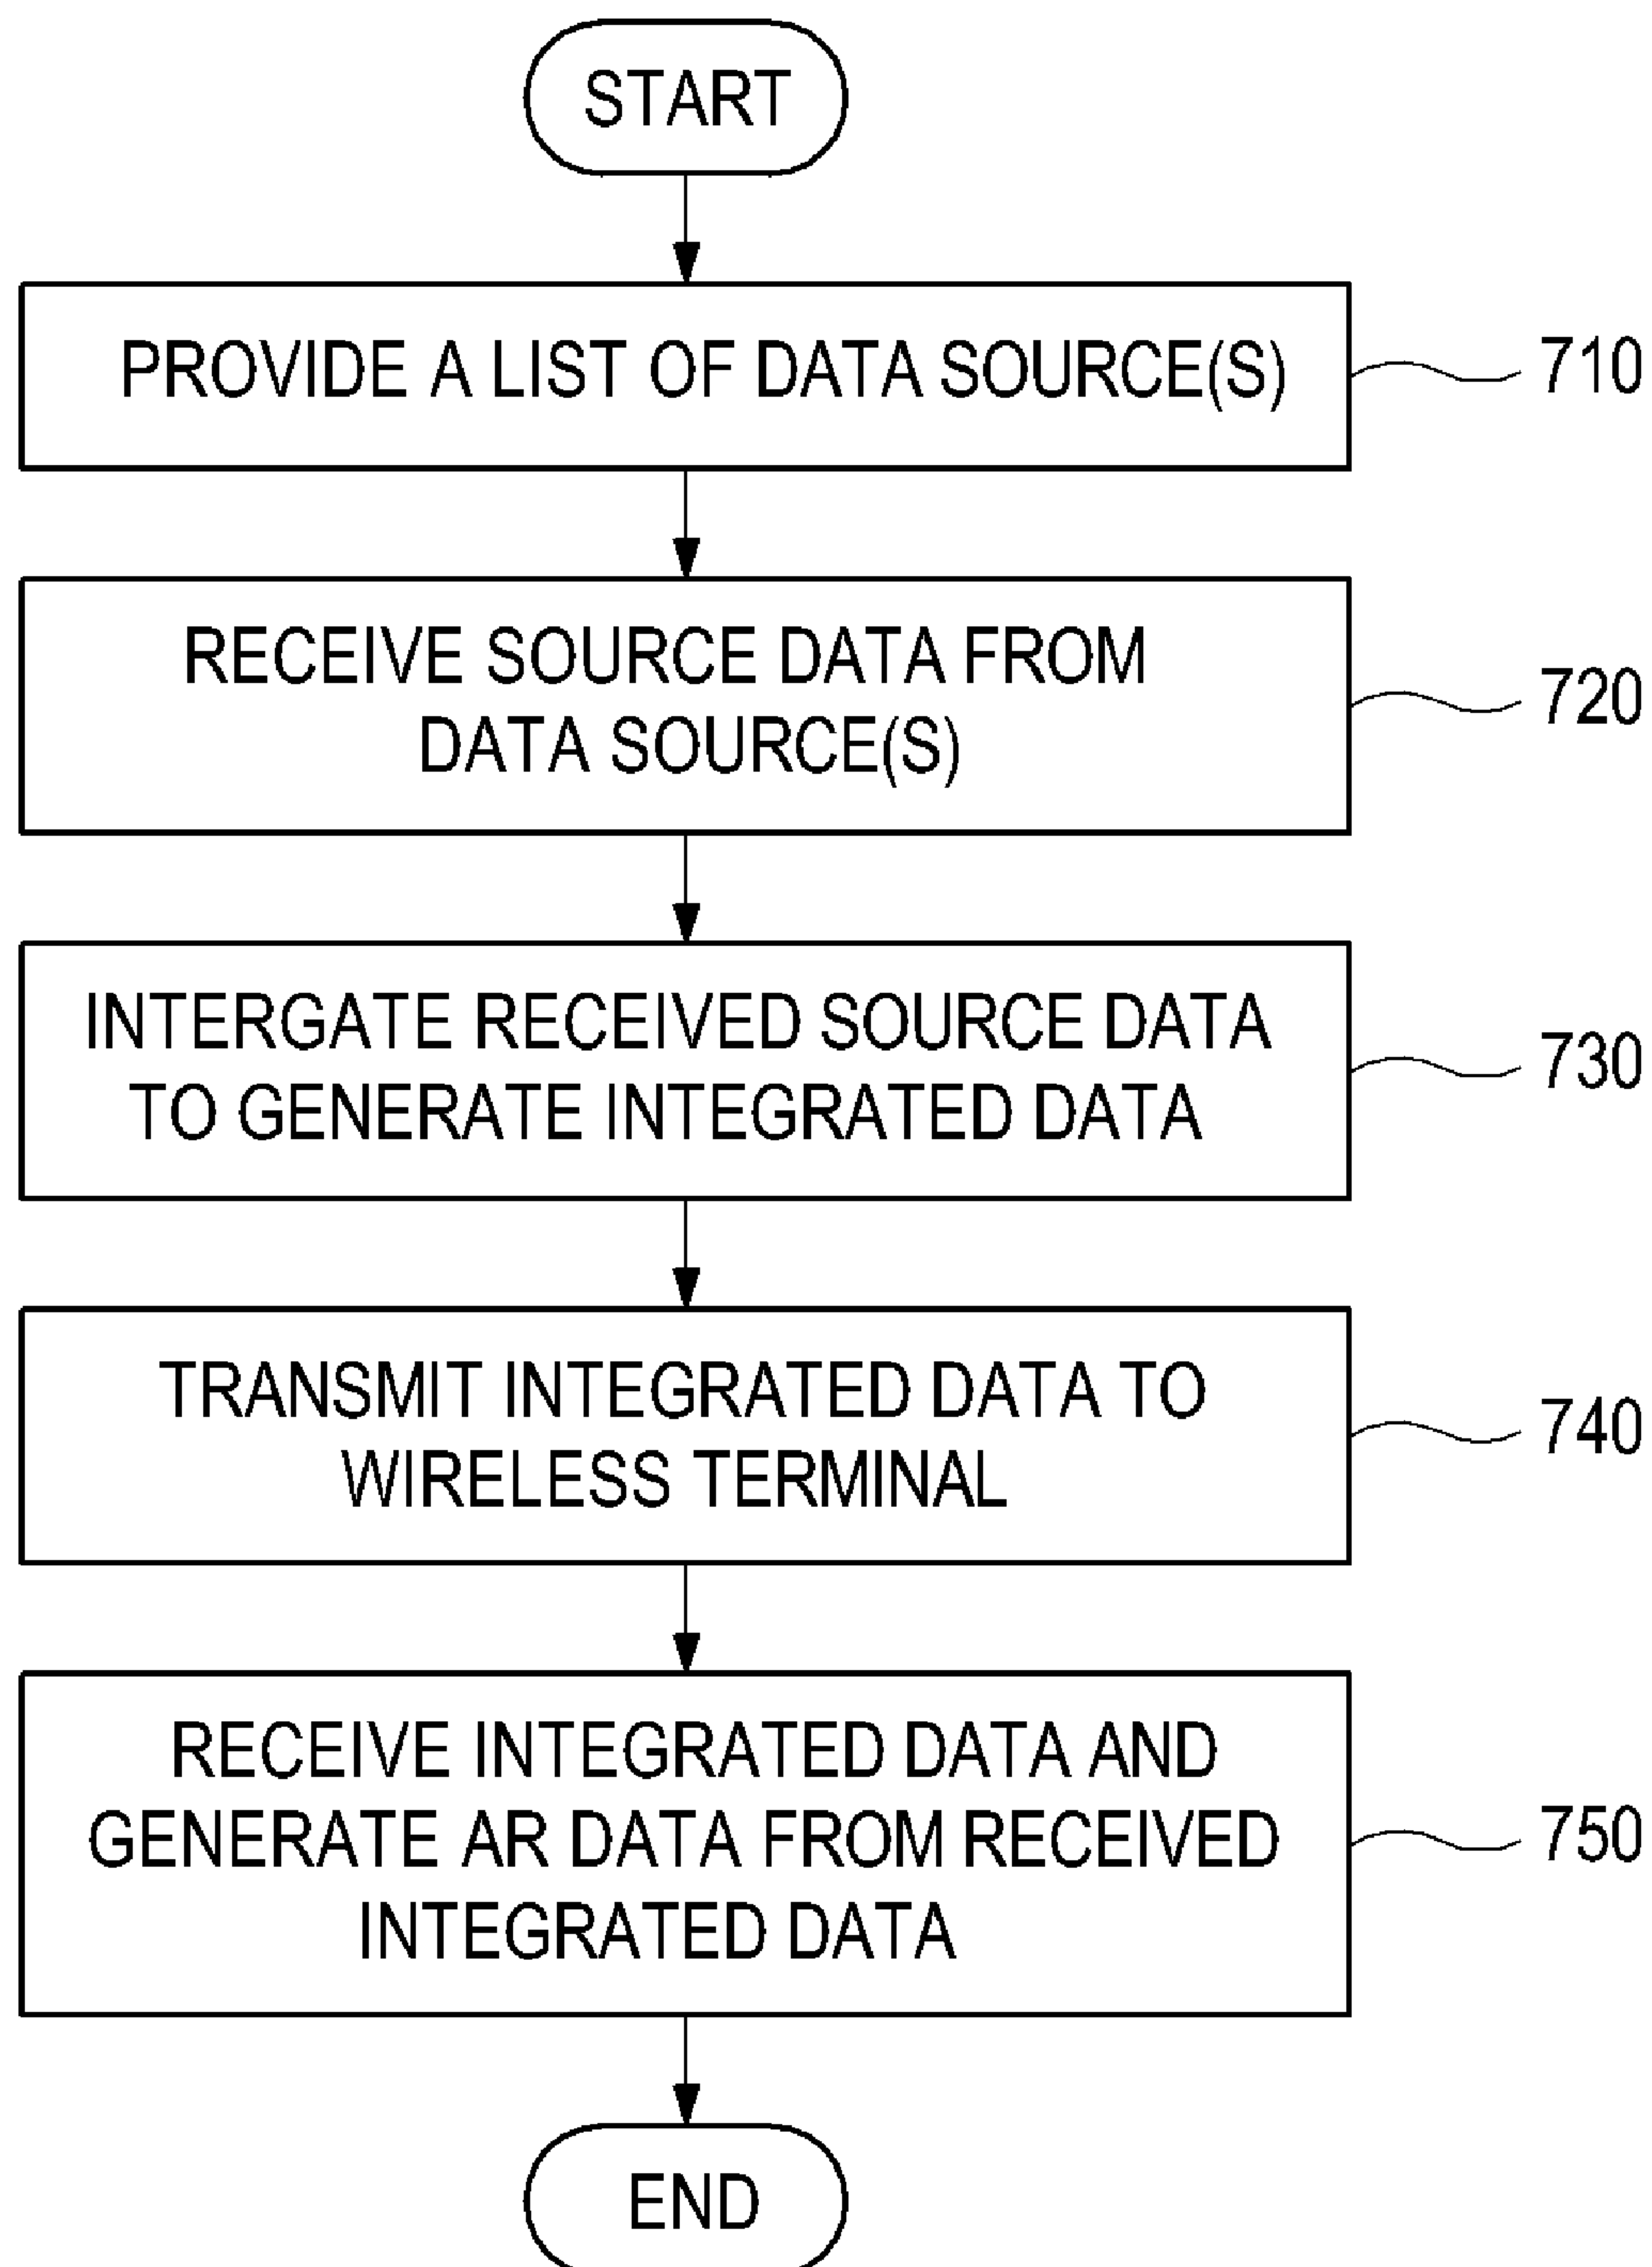 START
PROVIDE A LIST OF DATA SOURCE(S)
710
RECEIVE SOURCE DATA FROM
DATA SOURCE(S)
720
INTERGATE RECEIVED SOURCE DATA
TO GENERATE INTEGRATED DATA
730
TRANSMIT INTEGRATED DATA TO
WIRELESS TERMINAL
740
RECEIVE INTEGRATED DATA AND
GENERATE AR DATA FROM RECEIVED
INTEGRATED DATA
750
END